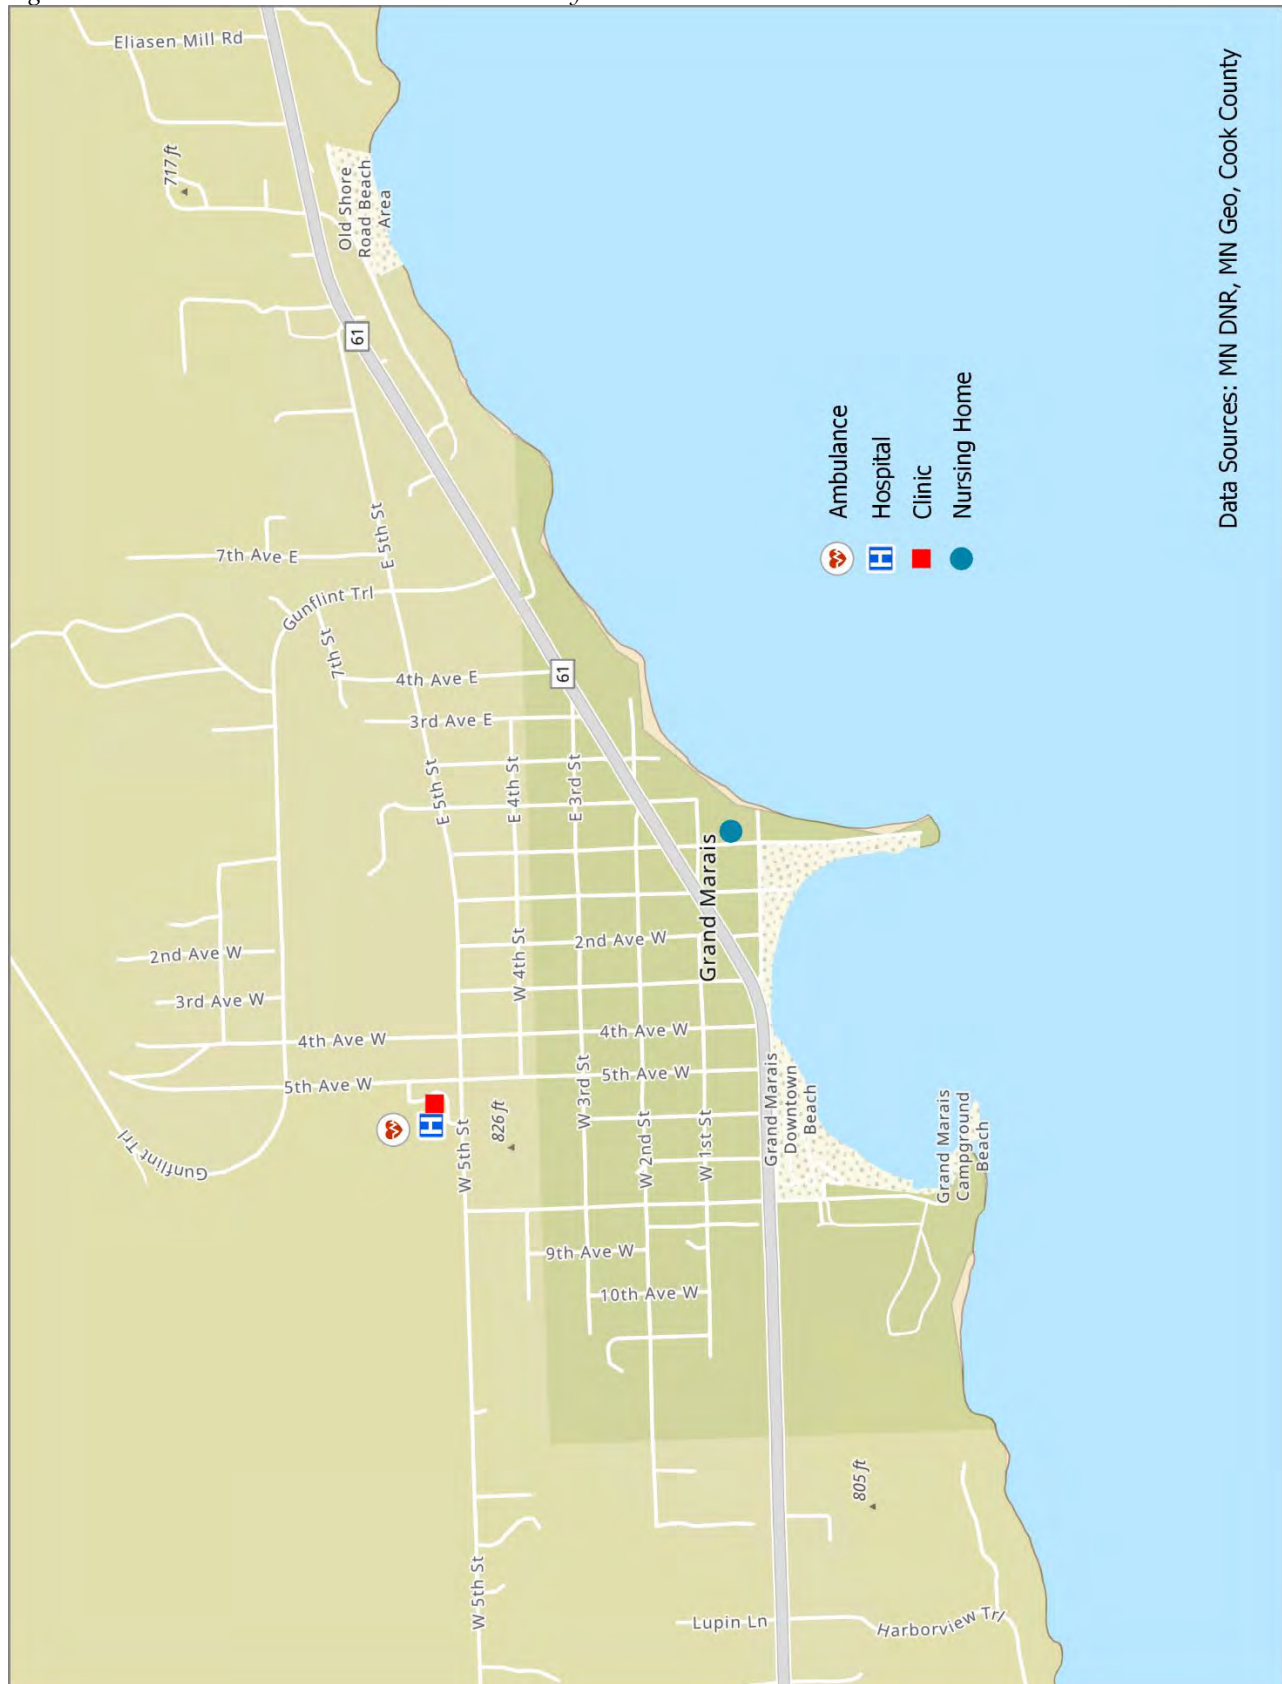 Eliasen Mill Rd
717 ft
Old Shore
Road Beach
Area
61
E 5th St
7th Ave E
Gunflint Trl
7th St
4th Ave E
61
3rd Ave E
E 5th St
E 4th St
E 3rd St
Grand Marais
2nd Ave W
2nd Ave W
W 4th St
3rd Ave W
4th Ave W
4th Ave W
5th Ave W
5th Ave W
H
W 3rd St
826 ft
Gunflint Trl
W 5th St
W 2nd St
W 1st St
Grand Marais
Downtown
Beach
Grand Marais
Campground
Beach
9th Ave W
10th Ave W
805 ft
W 5th St
Lupin Ln
Harborview Trl
Ambulance
H Hospital
Clinic
Nursing Home
Data Sources: MN DNR, MN Geo, Cook County